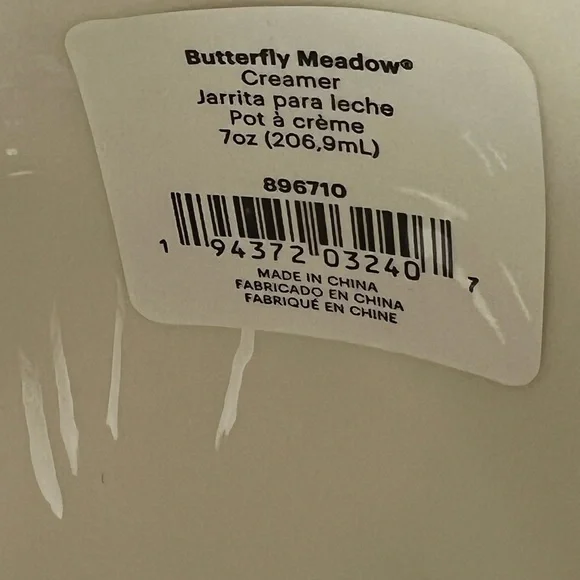 Butterfly Meadow®
Creamer
Jarrita para leche
Pot à crème
7oz (206,9mL)
896710
1 94372 03240 7
MADE IN CHINA
FABRICADO EN CHINA
FABRIQUÉ EN CHINE